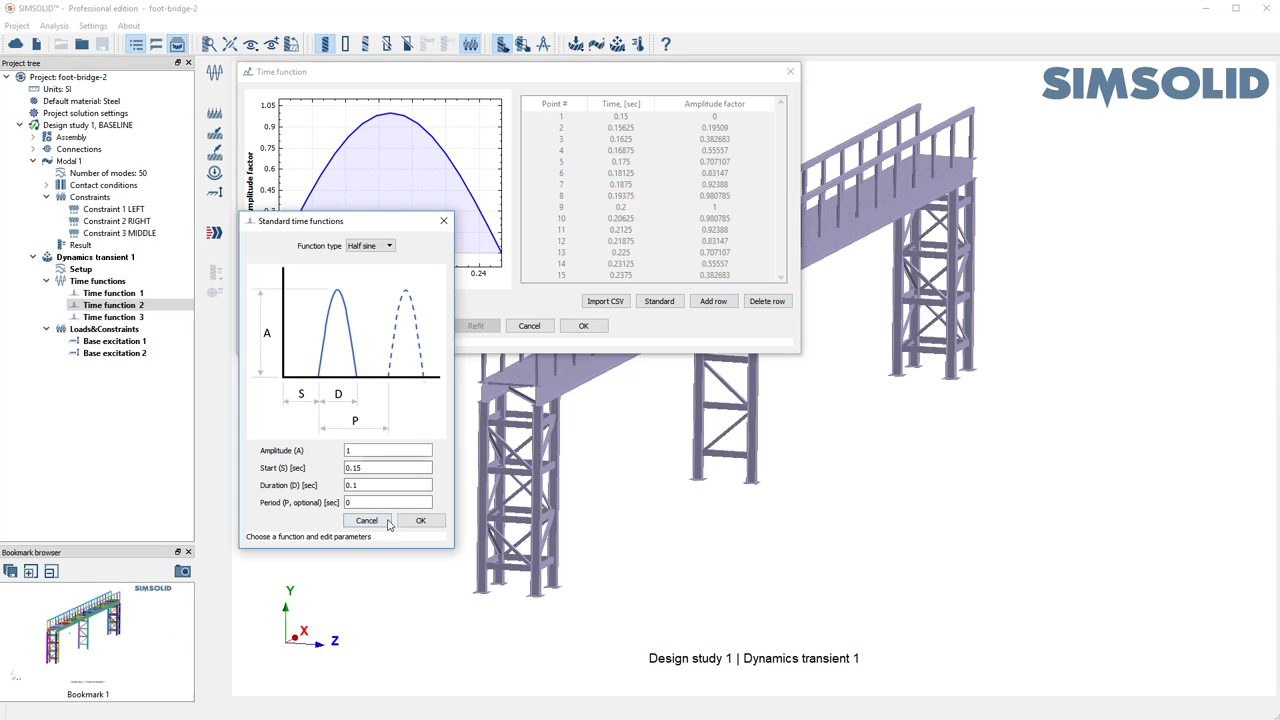 SIMSOLID™ - Professional edition - foot-bridge-2
Project Analysis Settings About
Project tree
Project: foot-bridge-2
Units: SI
Default material: Steel
Project solution settings
Design study 1, BASELINE
Assembly
Connections
Modal 1
Number of modes: 50
Contact conditions
Constraints
Constraint 1 LEFT
Constraint 2 RIGHT
Constraint 3 MIDDLE
Result
Dynamics transient 1
Setup
Time functions
Time function 1
Time function 2
Time function 3
Loads&Constraints
Base excitation 1
Base excitation 2
Bookmark browser
SIMSOLID
Bookmark 1
Time function
1.05
0.9
0.75
0.6
0.45
0.24
Point # Time, [sec] Amplitude factor
1 0.15 0
2 0.15625 0.19509
3 0.1625 0.382683
4 0.16875 0.55557
5 0.175 0.707107
6 0.18125 0.83147
7 0.1875 0.92388
8 0.19375 0.980785
9 0.2 1
10 0.20625 0.980785
11 0.2125 0.92388
12 0.21875 0.83147
13 0.225 0.707107
14 0.23125 0.55557
15 0.2375 0.382683
Import CSV Standard Add row Delete row
Refit Cancel OK
Standard time functions
Function type Half sine
A
S D
P
Amplitude (A) 1
Start (S) [sec] 0.15
Duration (D) [sec] 0.1
Period (P, optional) [sec] 0
Cancel OK
Choose a function and edit parameters
SIMSOLID
Y
X
Z
Design study 1 | Dynamics transient 1